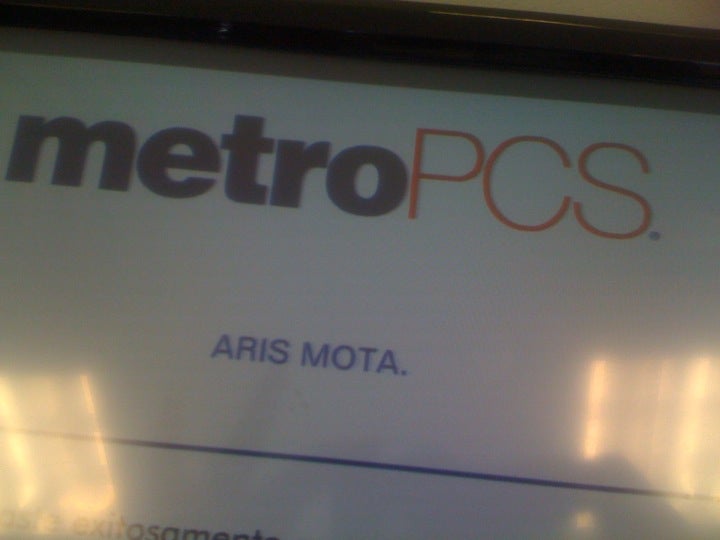 metroPCS.
ARIS MOTA.
exitosamente